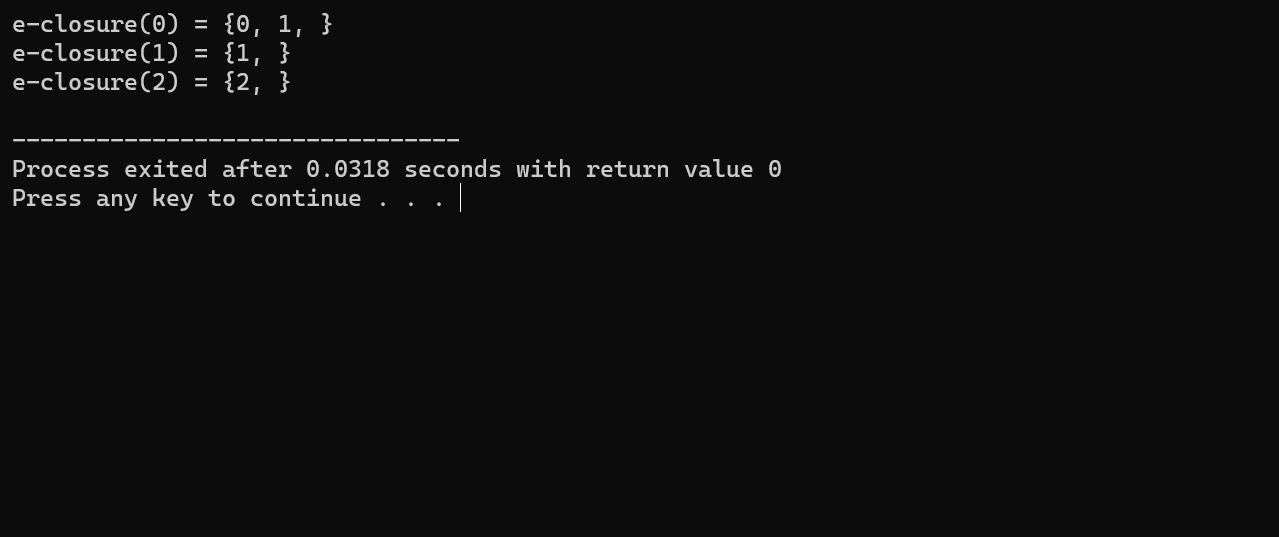 e-closure(0) = {0, 1, }
e-closure(1) = {1, }
e-closure(2) = {2, }
--------------------------------
Process exited after 0.0318 seconds with return value 0
Press any key to continue . . .